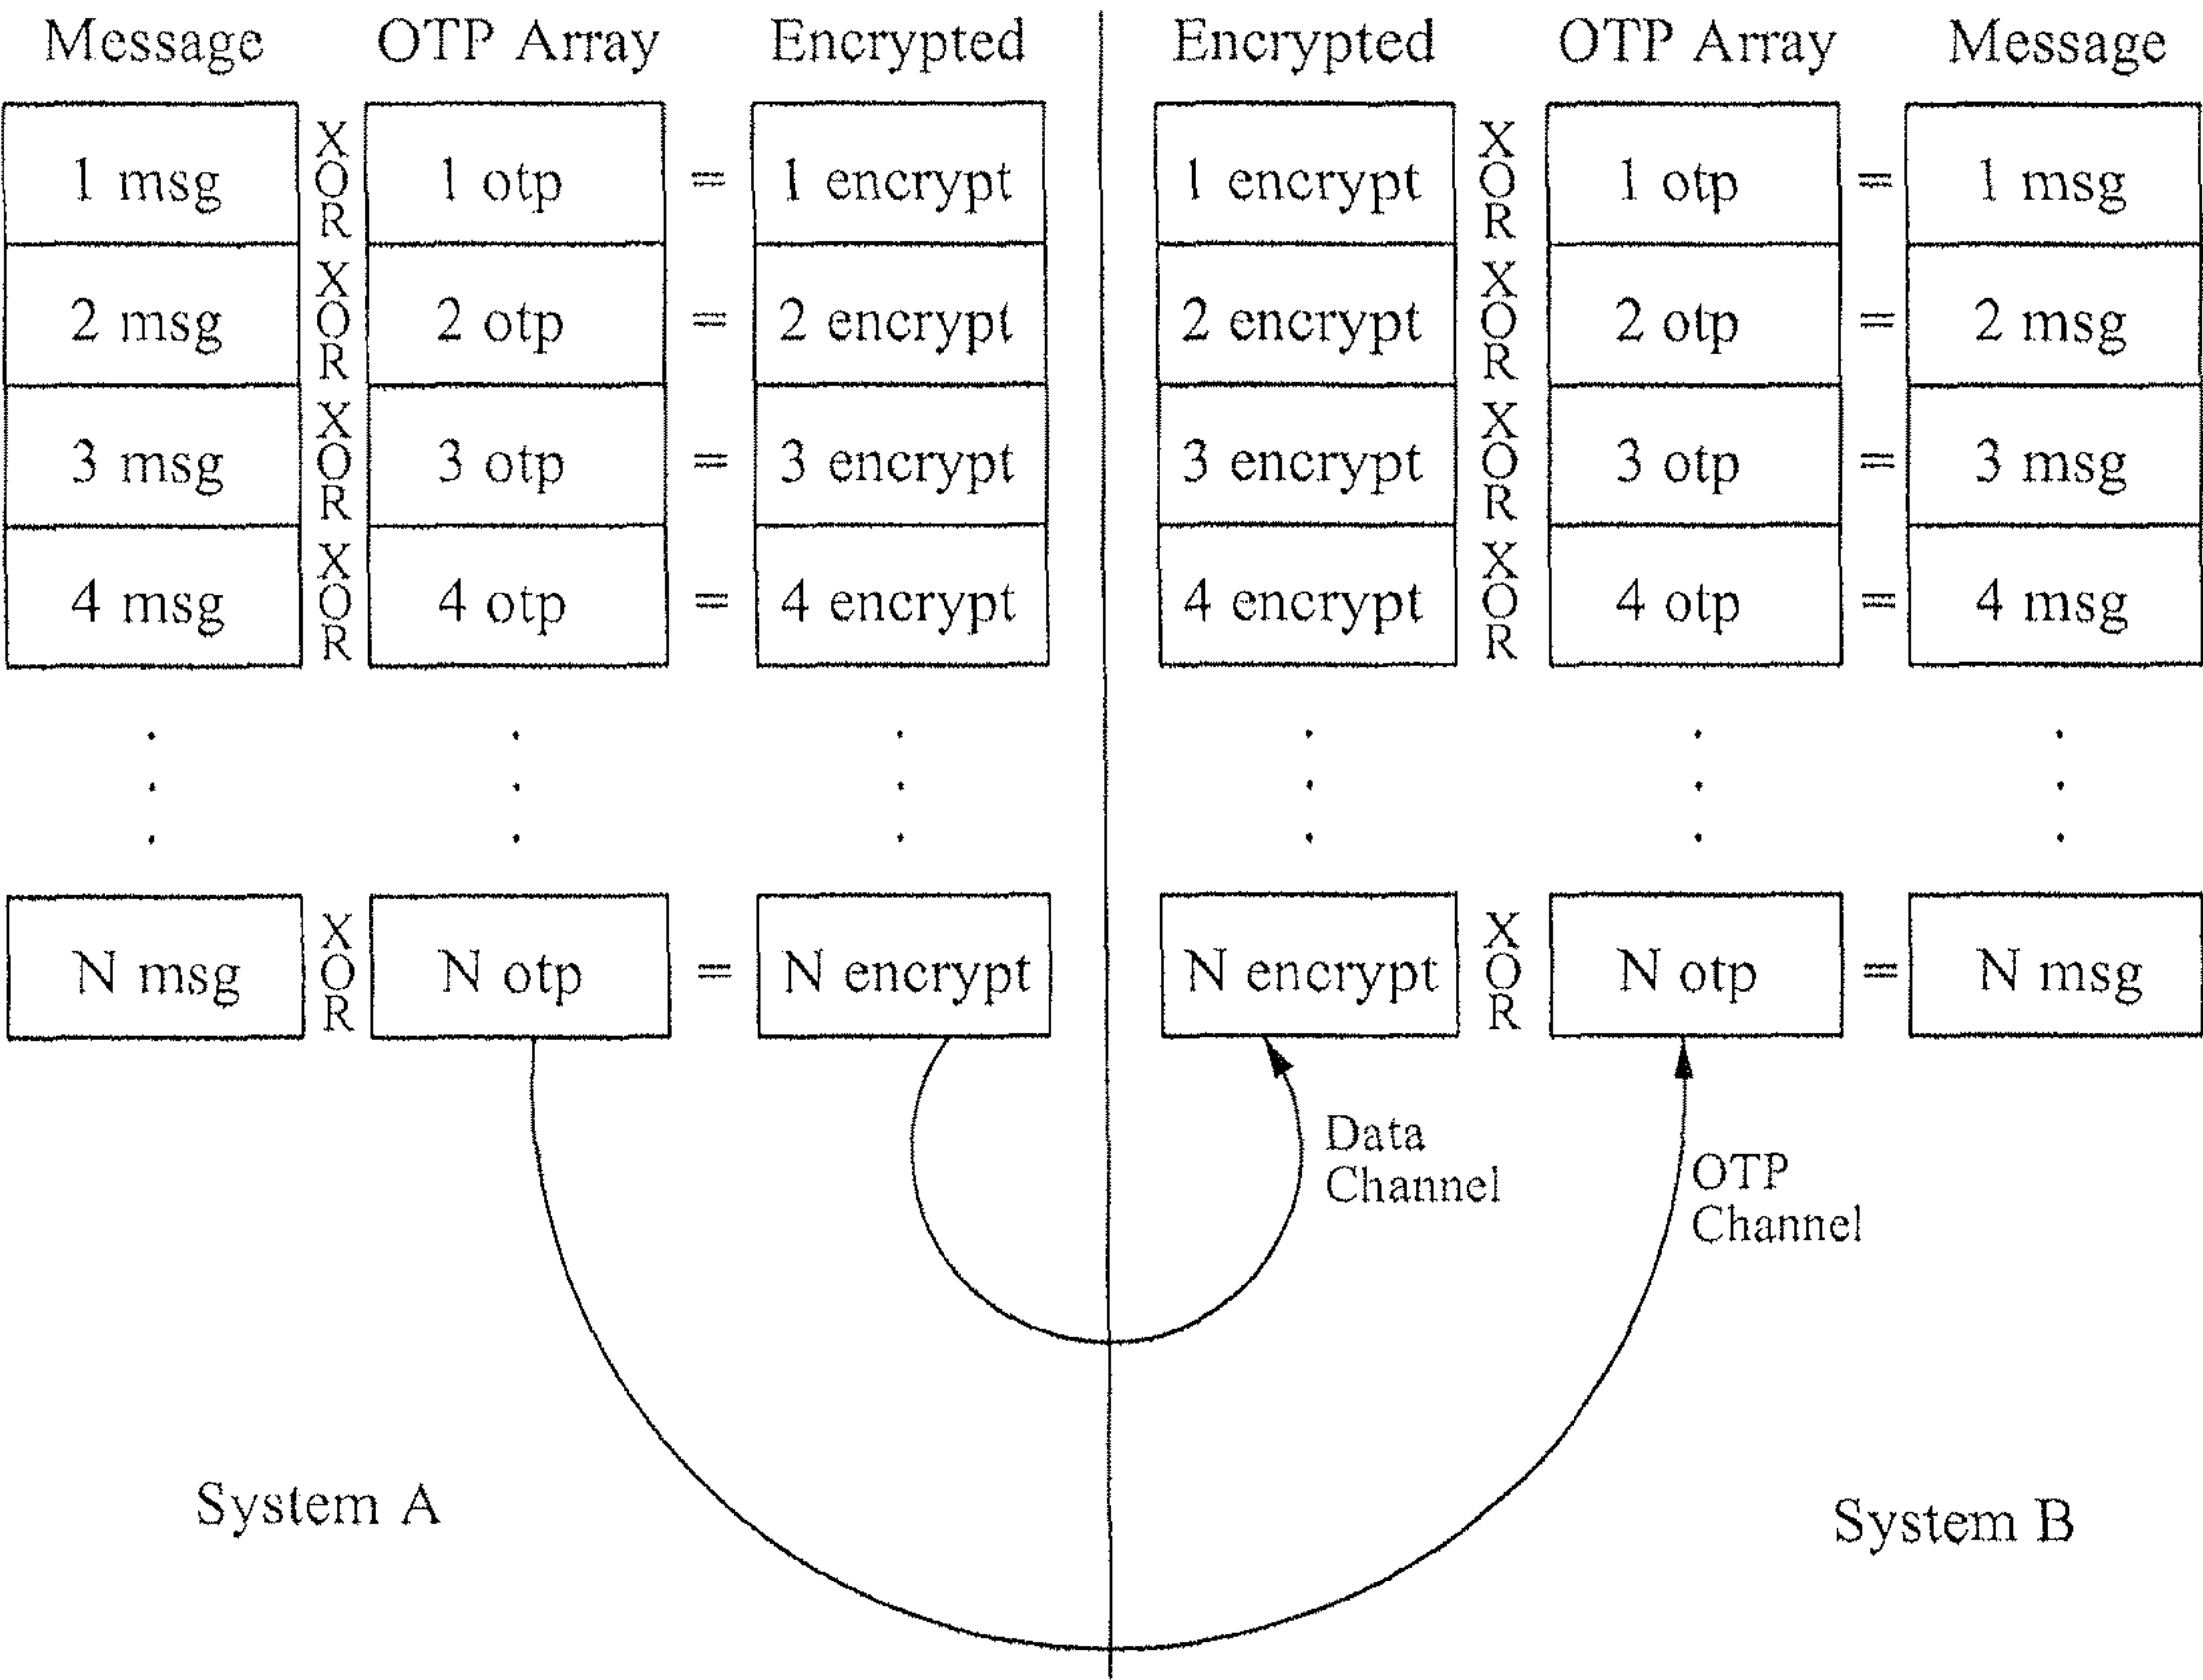 Message OTP Array Encrypted Encrypted OTP Array Message
1 msg XOR 1 otp = 1 encrypt 1 encrypt XOR 1 otp = 1 msg
2 msg XOR 2 otp = 2 encrypt 2 encrypt XOR 2 otp = 2 msg
3 msg XOR 3 otp = 3 encrypt 3 encrypt XOR 3 otp = 3 msg
4 msg XOR 4 otp = 4 encrypt 4 encrypt XOR 4 otp = 4 msg
N msg XOR N otp = N encrypt N encrypt XOR N otp = N msg
Data
Channel
OTP
Channel
System A
System B